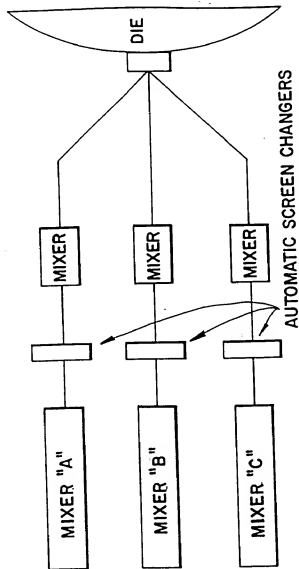 MIXER "A"
MIXER
MIXER "B"
MIXER
DIE
MIXER "C"
MIXER
AUTOMATIC SCREEN CHANGERS